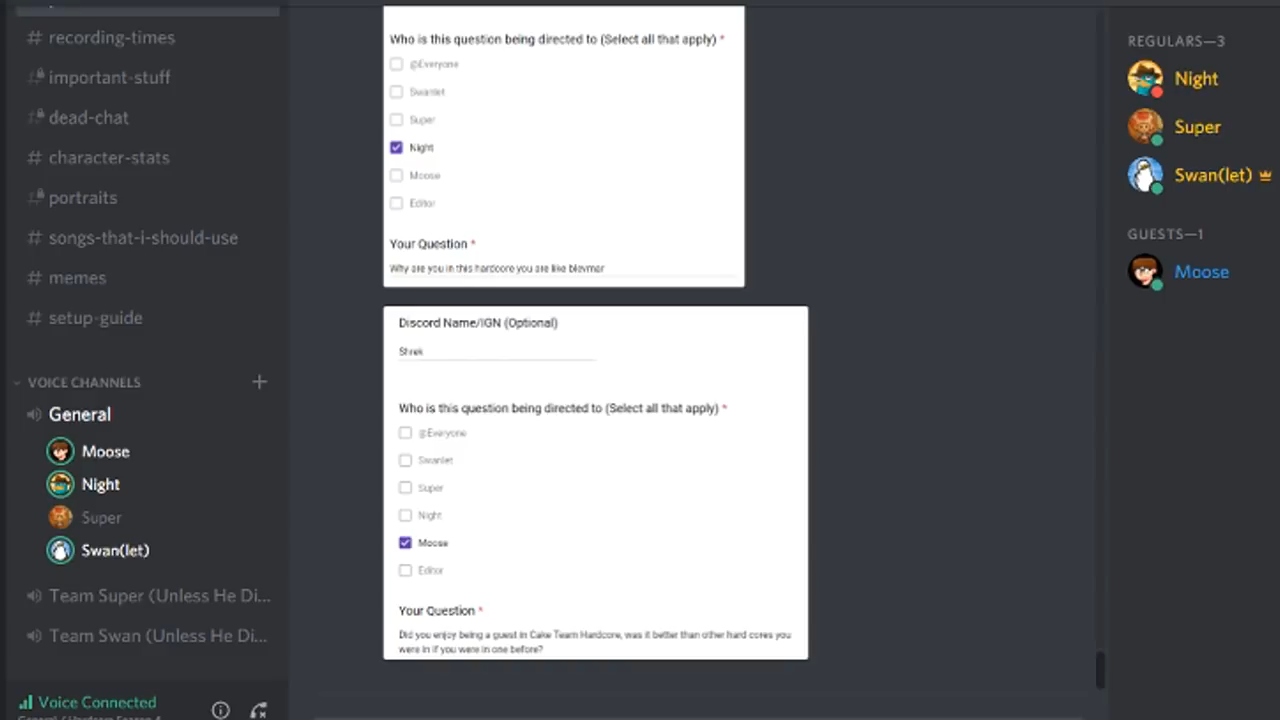 recording-times
important-stuff
dead-chat
character-stats
portraits
songs-that-i-should-use
memes
setup-guide
VOICE CHANNELS
General
Moose
Night
Super
Swan(let)
Team Super (Unless He Di...
Team Swan (Unless He Di...
Voice Connected
Who is this question being directed to (Select all that apply) *
@Everyone
Swanlet
Super
Night
Moose
Editor
Your Question *
Why are you in this hardcore you are like bleymar
Discord Name/IGN (Optional)
Shrek
Who is this question being directed to (Select all that apply) *
@Everyone
Swanlet
Super
Night
Moose
Editor
Your Question *
Did you enjoy being a guest in Cake Team Hardcore, was it better than other hard cores you
were in if you were in one before?
REGULARS—3
Night
Super
Swan(let)
GUESTS—1
Moose